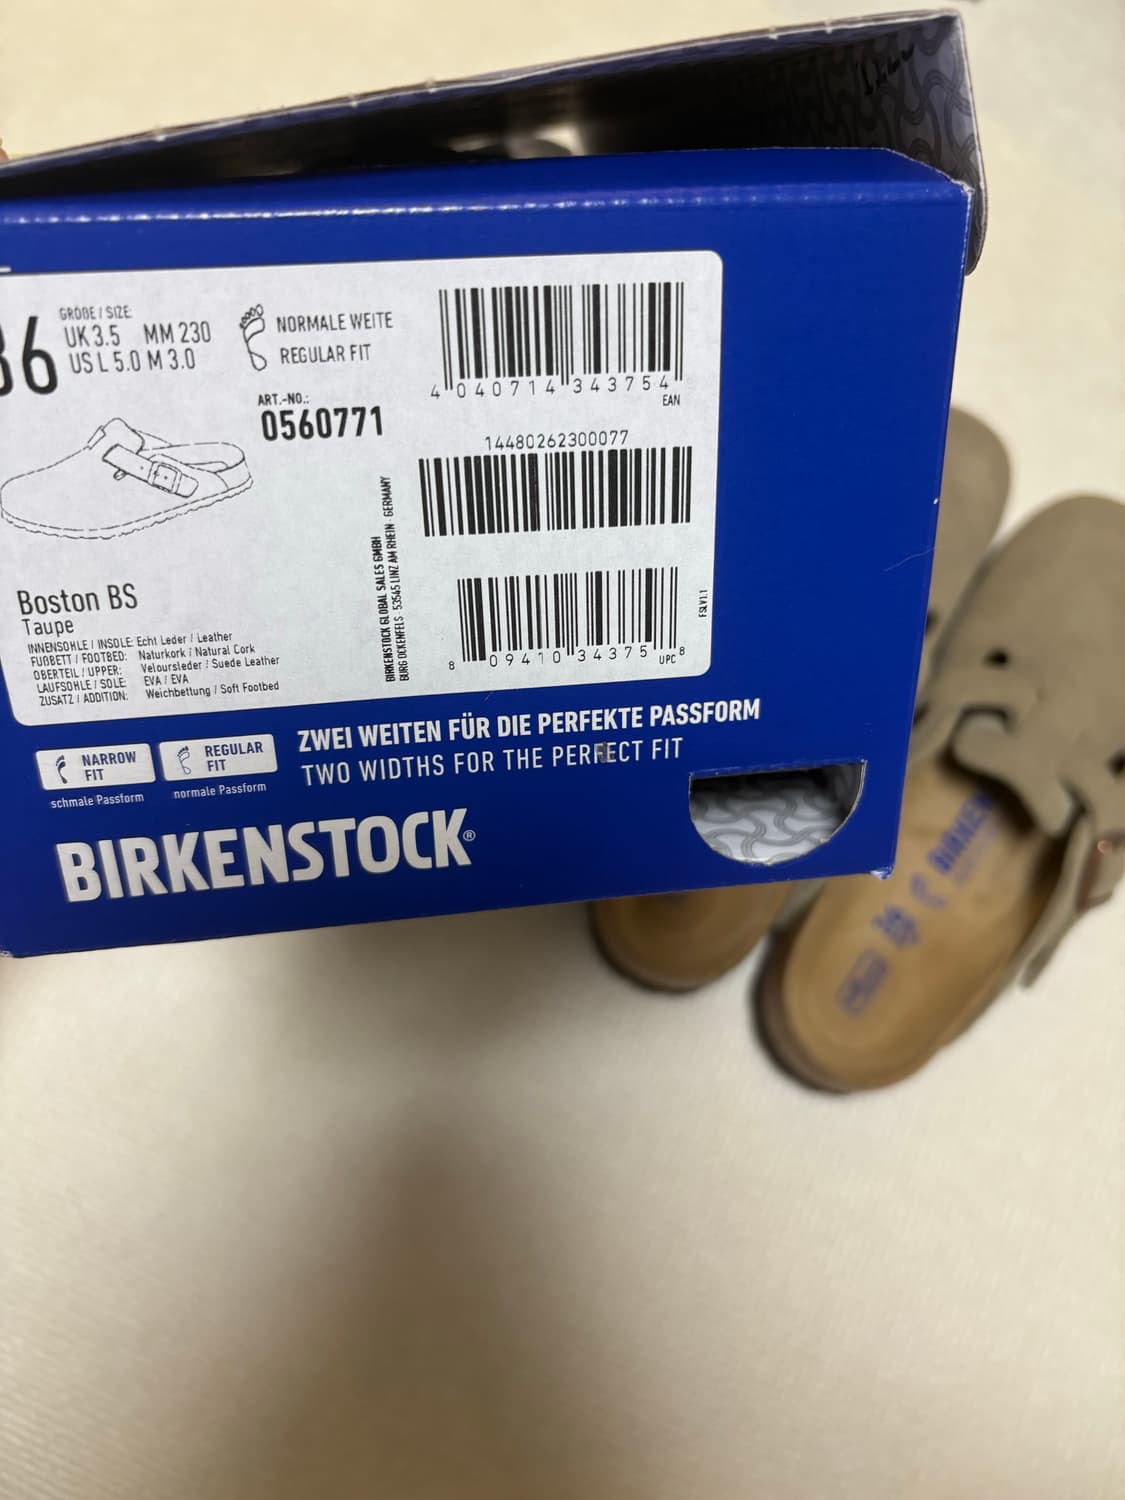 36
GRÖßE / SIZE:
UK 3.5 MM 230
US L 5.0 M 3.0
NORMALE WEITE
REGULAR FIT
ART.-NO.:
0560771
4 040714 343754
EAN
14480262300077
BIRKENSTOCK GLOBAL SALES GMBH
BURG OCKENFELS · 53545 LINZ AM RHEIN · GERMANY
8 09410 34375 8
UPC
FSLV1.1
Boston BS
Taupe
INNENSOHLE / INSOLE: Echt Leder / Leather
FUßBETT / FOOTBED: Naturkork / Natural Cork
OBERTEIL / UPPER: Veloursleder / Suede Leather
LAUFSOHLE / SOLE: EVA / EVA
ZUSATZ / ADDITION: Weichbettung / Soft Footbed
NARROW FIT
schmale Passform
REGULAR FIT
normale Passform
ZWEI WEITEN FÜR DIE PERFEKTE PASSFORM
TWO WIDTHS FOR THE PERFECT FIT
BIRKENSTOCK®
36